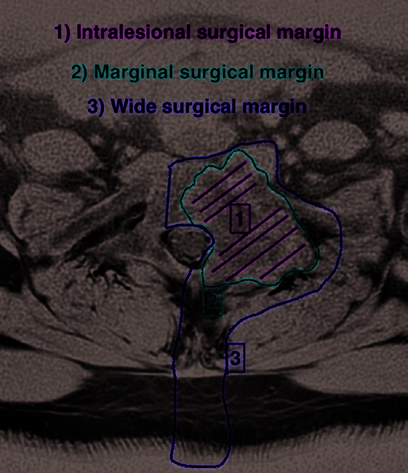 1) Intralesional surgical margin
2) Marginal surgical margin
3) Wide surgical margin
1
3